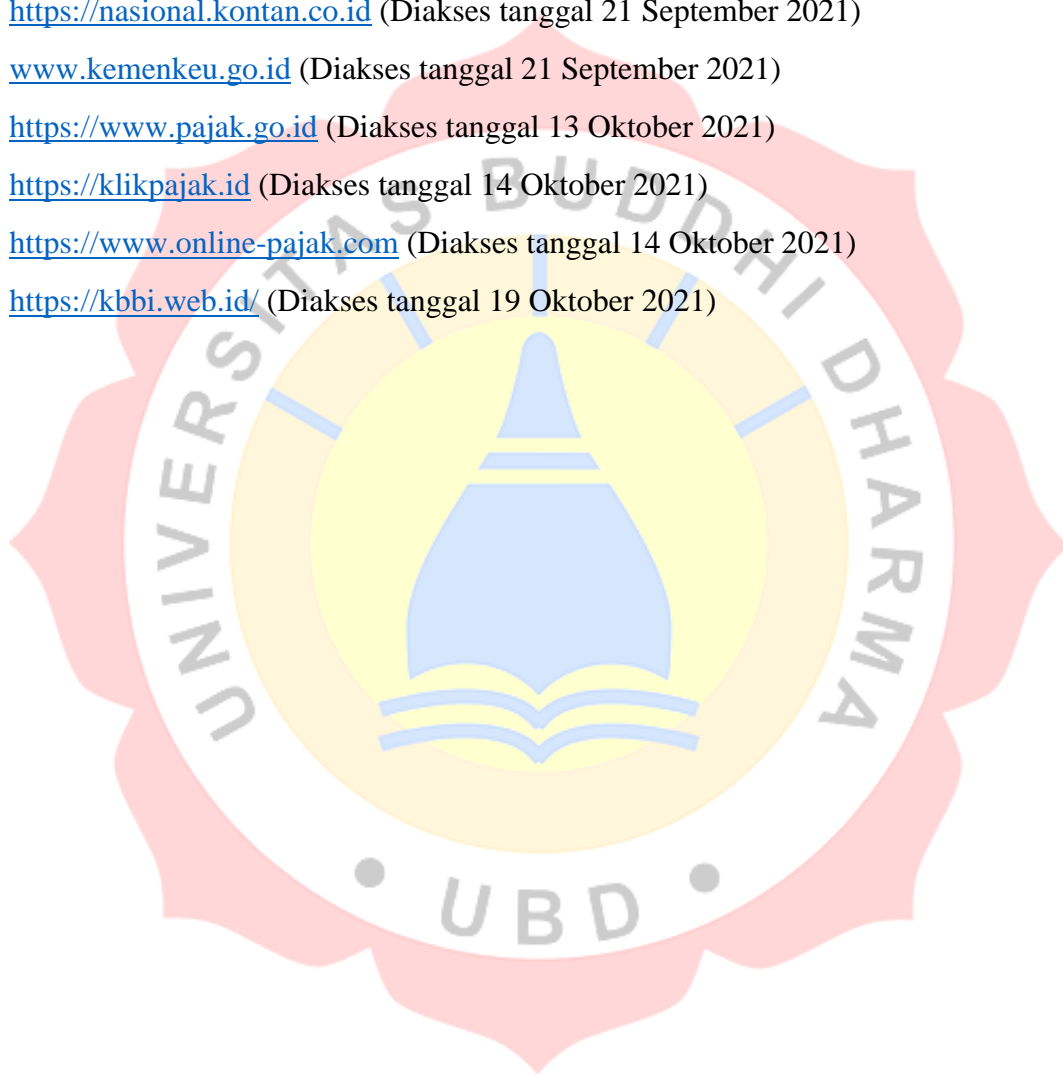 https://nasional.kontan.co.id (Diakses tanggal 21 September 2021)
www.kemenkeu.go.id (Diakses tanggal 21 September 2021)
https://www.pajak.go.id (Diakses tanggal 13 Oktober 2021)
https://klikpajak.id (Diakses tanggal 14 Oktober 2021)
https://www.online-pajak.com (Diakses tanggal 14 Oktober 2021)
https://kbbi.web.id/ (Diakses tanggal 19 Oktober 2021)
UNIVERSITAS BUDDHI DHARMA
• UBD •